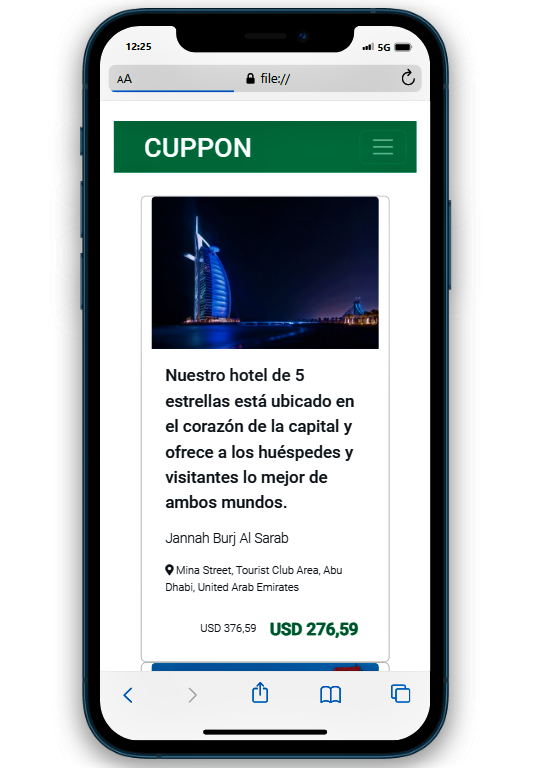 12:25
5G
AA
file://
CUPPON
Nuestro hotel de 5
estrellas está ubicado en
el corazón de la capital y
ofrece a los huéspedes y
visitantes lo mejor de
ambos mundos.
Jannah Burj Al Sarab
Mina Street, Tourist Club Area, Abu
Dhabi, United Arab Emirates
USD 376,59 USD 276,59